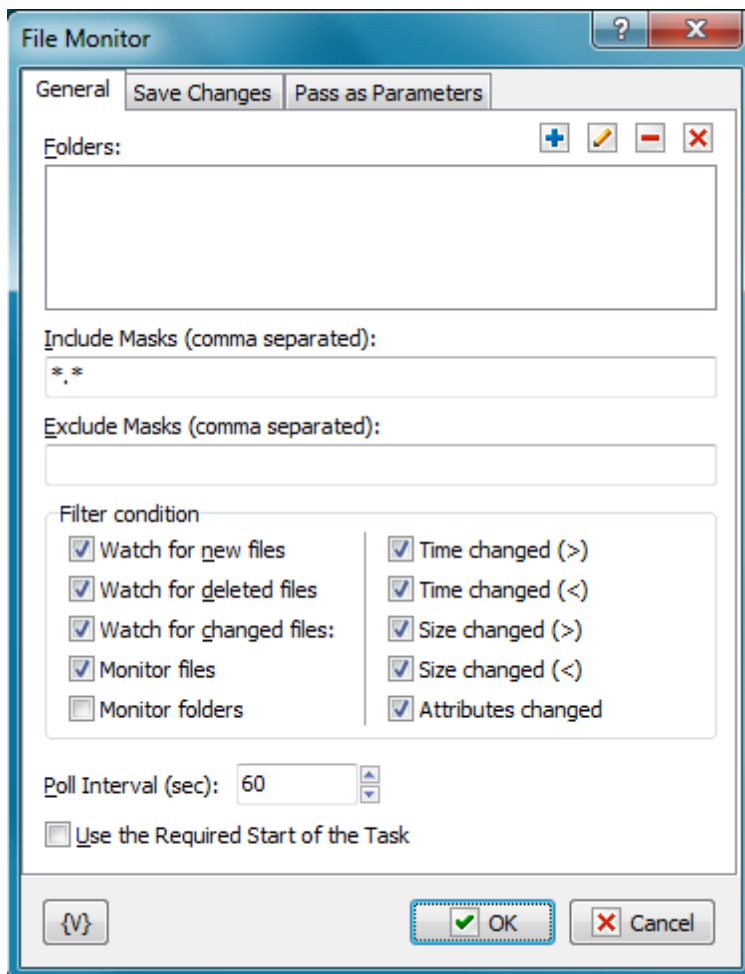 File Monitor
?
General Save Changes Pass as Parameters
Folders:
Include Masks (comma separated):
*.*
Exclude Masks (comma separated):
Filter condition
Watch for new files Time changed (>)
Watch for deleted files Time changed (<)
Watch for changed files: Size changed (>)
Monitor files Size changed (<)
Monitor folders Attributes changed
Poll Interval (sec): 60
Use the Required Start of the Task
{V} OK Cancel